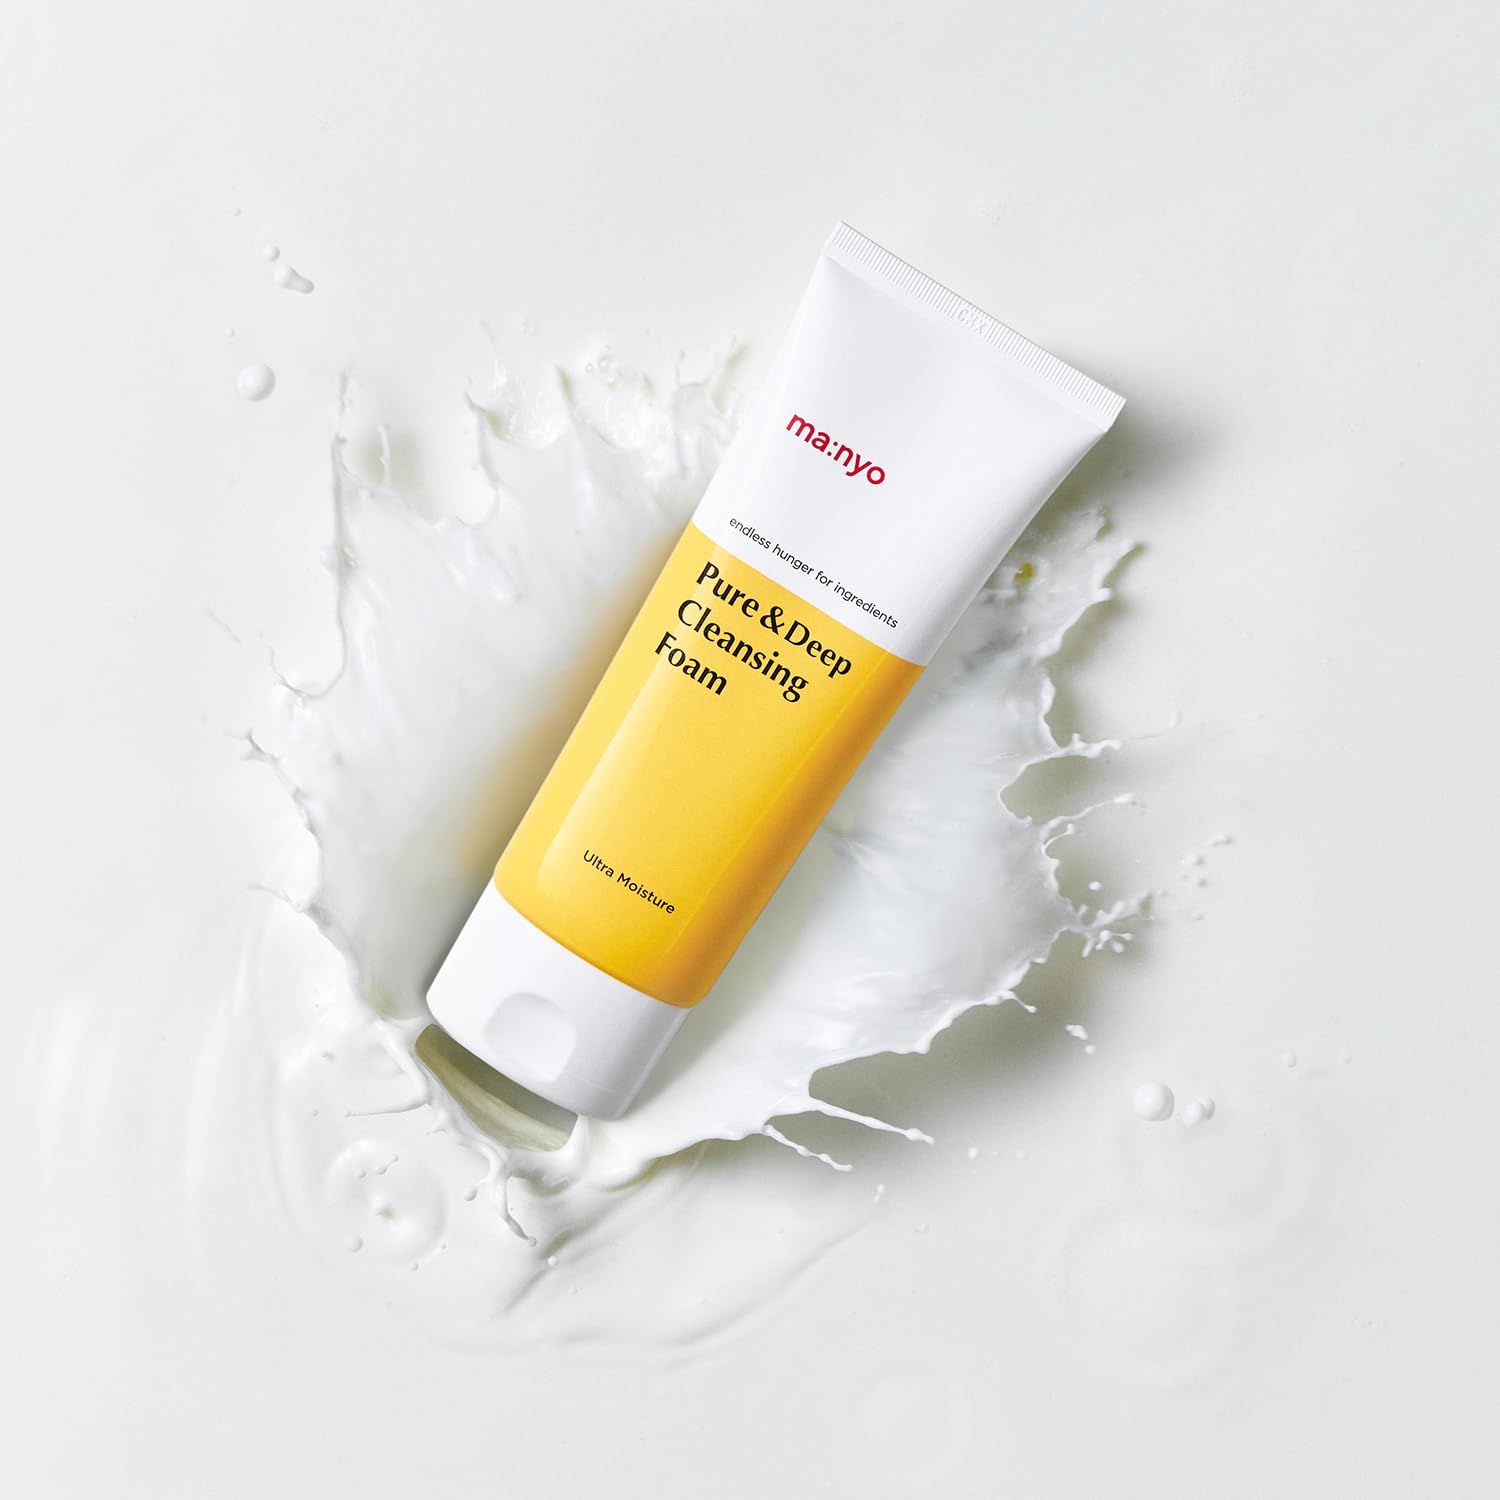 ma:nyo
endless hunger for ingredients
Pure & Deep
Cleansing
Foam
Ultra Moisture